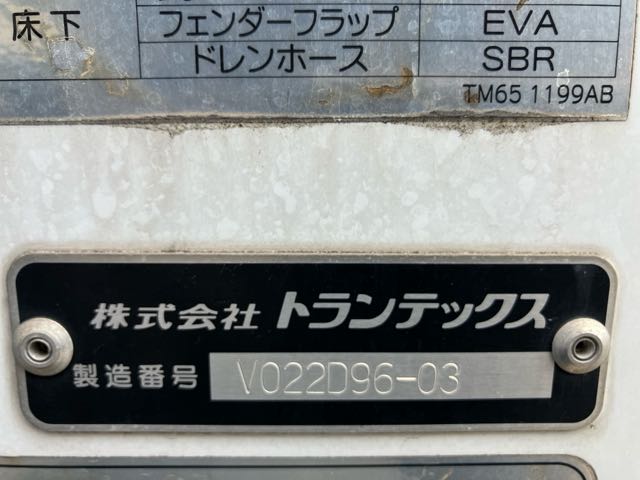 床下
フェンダーフラップ EVA
ドレンホース SBR
TM65 1199AB
株式会社 トランテックス
製造番号 V022D96-03